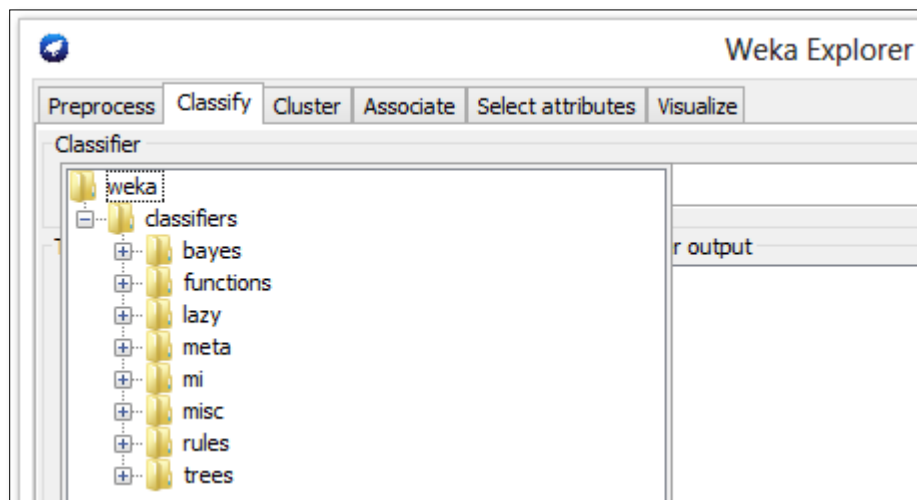 Weka Explorer
Preprocess Classify Cluster Associate Select attributes Visualize
Classifier
weka
classifiers
r output
bayes
functions
lazy
meta
mi
misc
rules
trees